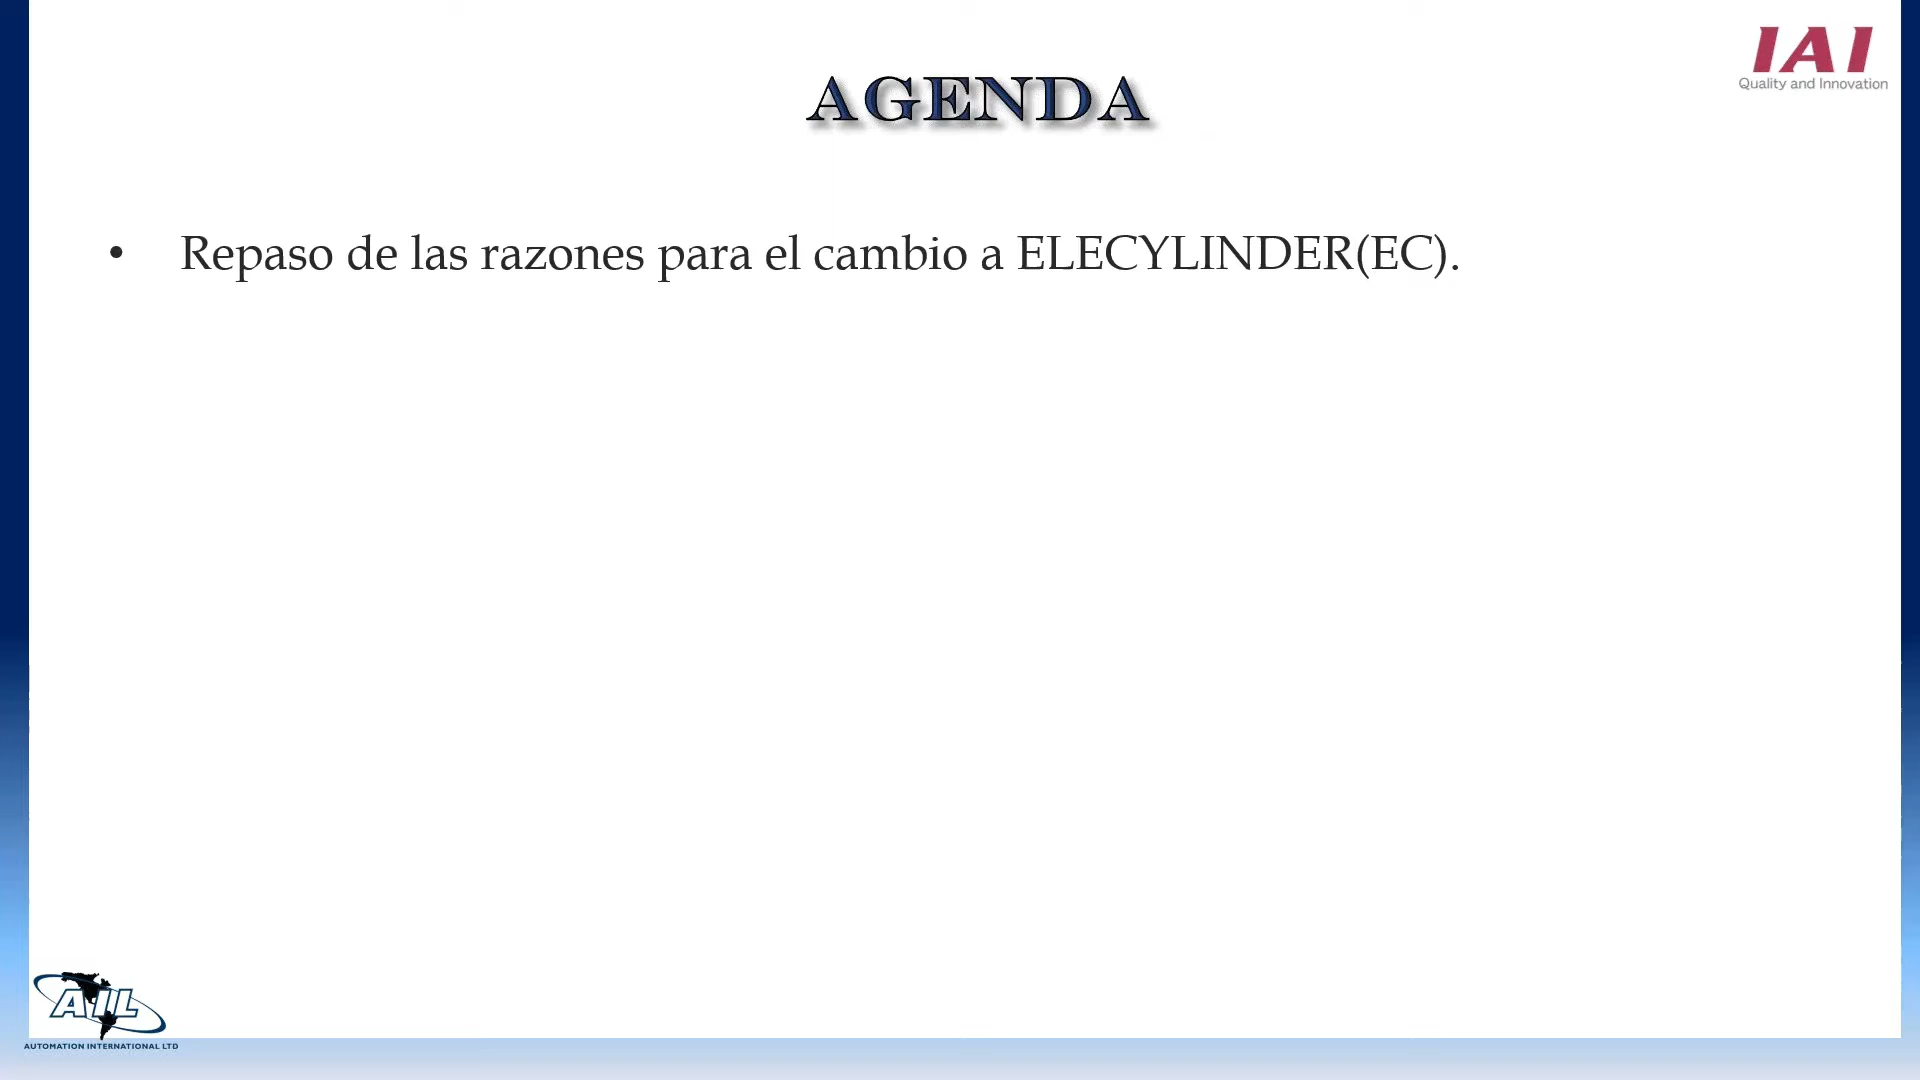 IAI
Quality and Innovation
AGENDA
• Repaso de las razones para el cambio a ELECYLINDER(EC).
AIL
AUTOMATION INTERNATIONAL LTD